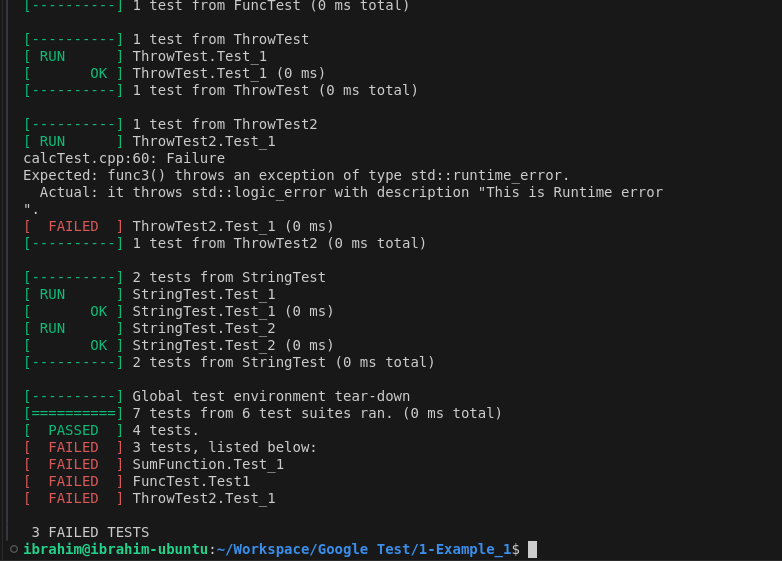 [----------] 1 test from FuncTest (0 ms total)

[----------] 1 test from ThrowTest
[ RUN      ] ThrowTest.Test_1
[       OK ] ThrowTest.Test_1 (0 ms)
[----------] 1 test from ThrowTest (0 ms total)

[----------] 1 test from ThrowTest2
[ RUN      ] ThrowTest2.Test_1
calcTest.cpp:60: Failure
Expected: func3() throws an exception of type std::runtime_error.
  Actual: it throws std::logic_error with description "This is Runtime error
".
[  FAILED  ] ThrowTest2.Test_1 (0 ms)
[----------] 1 test from ThrowTest2 (0 ms total)

[----------] 2 tests from StringTest
[ RUN      ] StringTest.Test_1
[       OK ] StringTest.Test_1 (0 ms)
[ RUN      ] StringTest.Test_2
[       OK ] StringTest.Test_2 (0 ms)
[----------] 2 tests from StringTest (0 ms total)

[----------] Global test environment tear-down
[==========] 7 tests from 6 test suites ran. (0 ms total)
[  PASSED  ] 4 tests.
[  FAILED  ] 3 tests, listed below:
[  FAILED  ] SumFunction.Test_1
[  FAILED  ] FuncTest.Test1
[  FAILED  ] ThrowTest2.Test_1

 3 FAILED TESTS
ibrahim@ibrahim-ubuntu:~/Workspace/Google Test/1-Example_1$